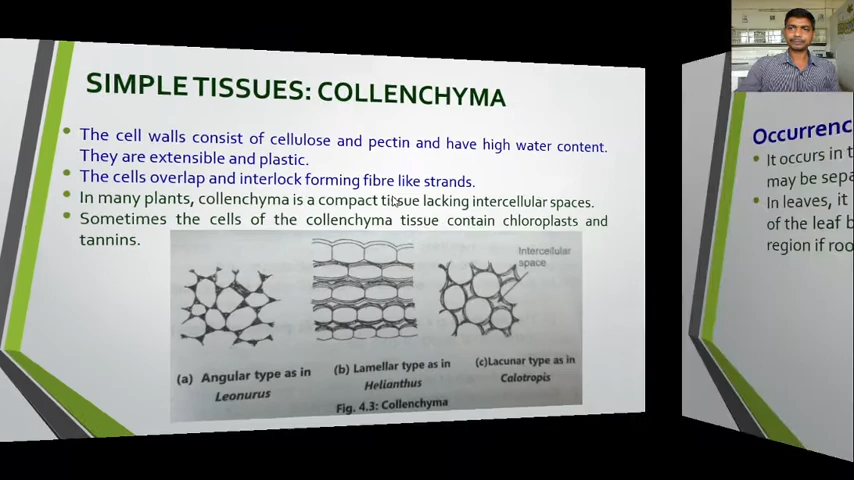 SIMPLE TISSUES: COLLENCHYMA
• The cell walls consist of cellulose and pectin and have high water content.
They are extensible and plastic.
• The cells overlap and interlock forming fibre like strands.
• In many plants, collenchyma is a compact tissue lacking intercellular spaces.
• Sometimes the cells of the collenchyma tissue contain chloroplasts and
tannins.
Intercellular
space
(a) Angular type as in
Leonurus
(b) Lamellar type as in
Helianthus
(c)Lacunar type as in
Calotropis
Fig. 4.3: Collenchyma
Occurrenc
• It occurs in t
may be sepa
• In leaves, it
of the leaf b
region if roo